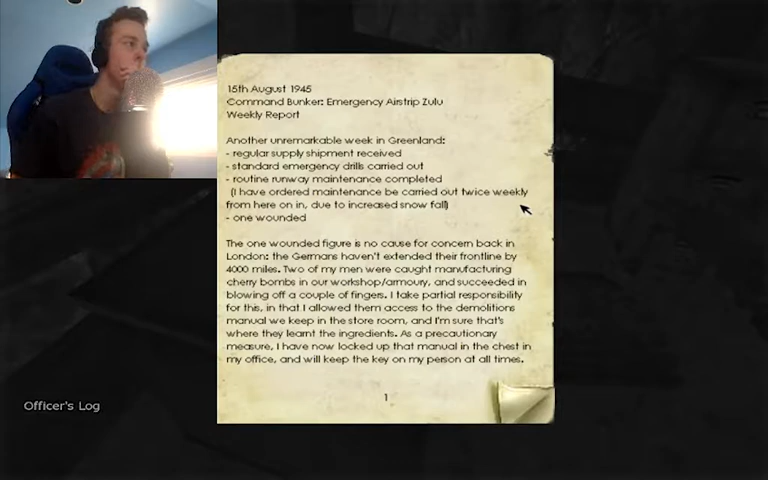 15th August 1945
Command Bunker: Emergency Airstrip Zulu
Weekly Report
Another unremarkable week in Greenland:
- regular supply shipment received
- standard emergency drills carried out
- routine runway maintenance completed
(I have ordered maintenance be carried out twice weekly
from here on in, due to increased snow fall)
- one wounded
The one wounded figure is no cause for concern back in
London: the Germans haven't extended their frontline by
4000 miles. Two of my men were caught manufacturing
cherry bombs in our workshop/armoury, and succeeded in
blowing off a couple of fingers. I take partial responsibility
for this, in that I allowed them access to the demolitions
manual we keep in the store room, and I'm sure that's
where they learnt the ingredients. As a precautionary
measure, I have now locked up that manual in the chest in
my office, and will keep the key on my person at all times.
1
Officer's Log